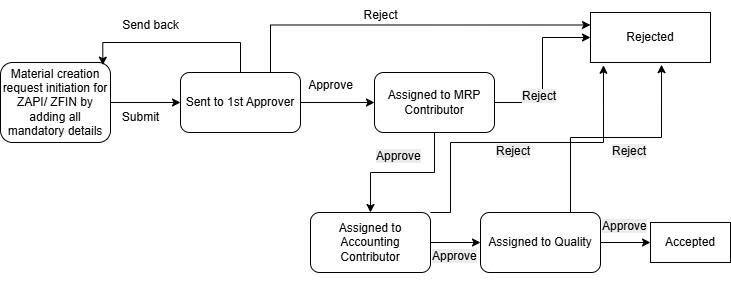 Send back
Reject
Rejected
Material creation
request initiation for
ZAPI/ ZFIN by
adding all
mandatory details
Submit
Sent to 1st Approver
Approve
Assigned to MRP
Contributor
Reject
Approve
Reject
Reject
Assigned to
Accounting
Contributor
Approve
Assigned to Quality
Approve
Accepted